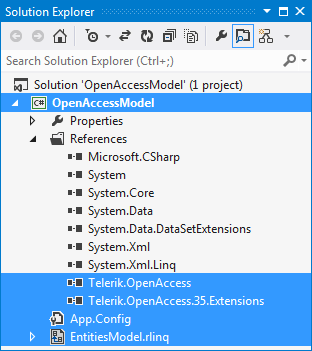 Solution Explorer
Search Solution Explorer (Ctrl+;)
Solution 'OpenAccessModel' (1 project)
C# OpenAccessModel
Properties
References
Microsoft.CSharp
System
System.Core
System.Data
System.Data.DataSetExtensions
System.Xml
System.Xml.Linq
Telerik.OpenAccess
Telerik.OpenAccess.35.Extensions
App.Config
EntitiesModel.rlinq